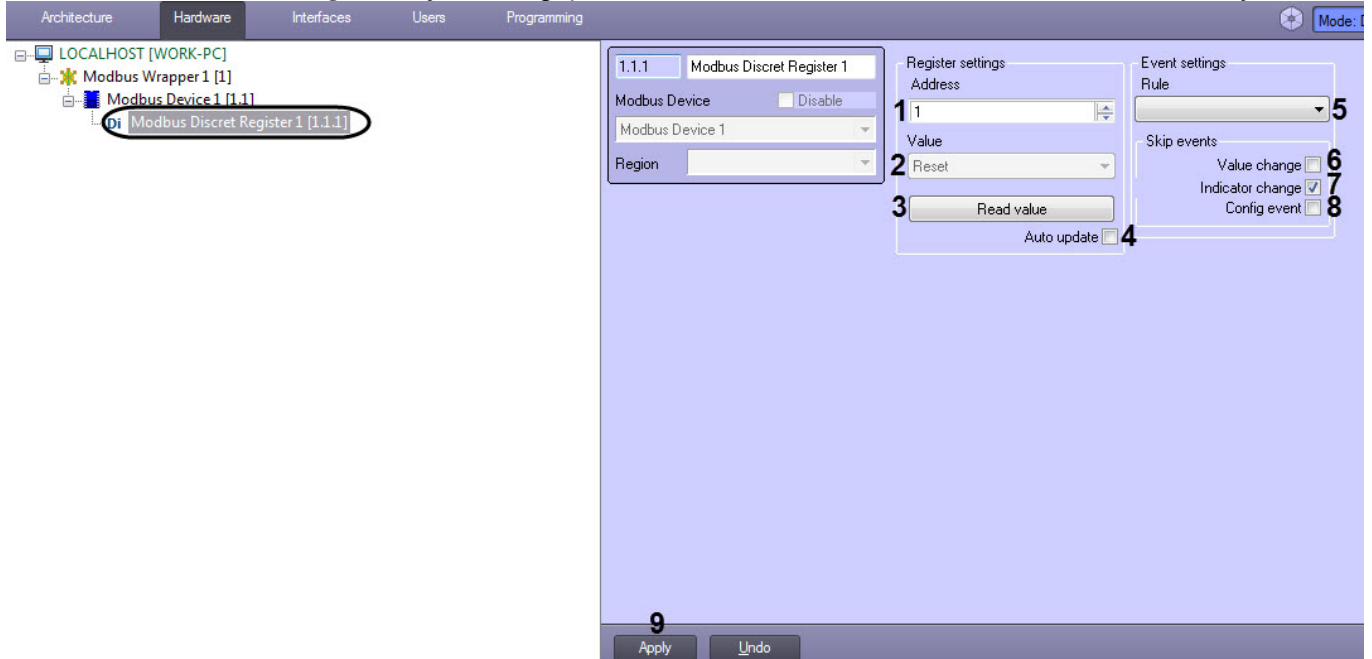 Architecture Hardware Interfaces Users Programming Mode:
LOCALHOST [WORK-PC]
Modbus Wrapper 1 [1]
Modbus Device 1 [1.1]
Di Modbus Discret Register 1 [1.1.1]
1.1.1 Modbus Discret Register 1
Modbus Device Disable
Modbus Device 1
Region
Register settings
Address
1 1
Value
2 Reset
3 Read value
Auto update 4
Event settings
Rule
5
Skip events
Value change 6
Indicator change 7
Config event 8
9
Apply Undo